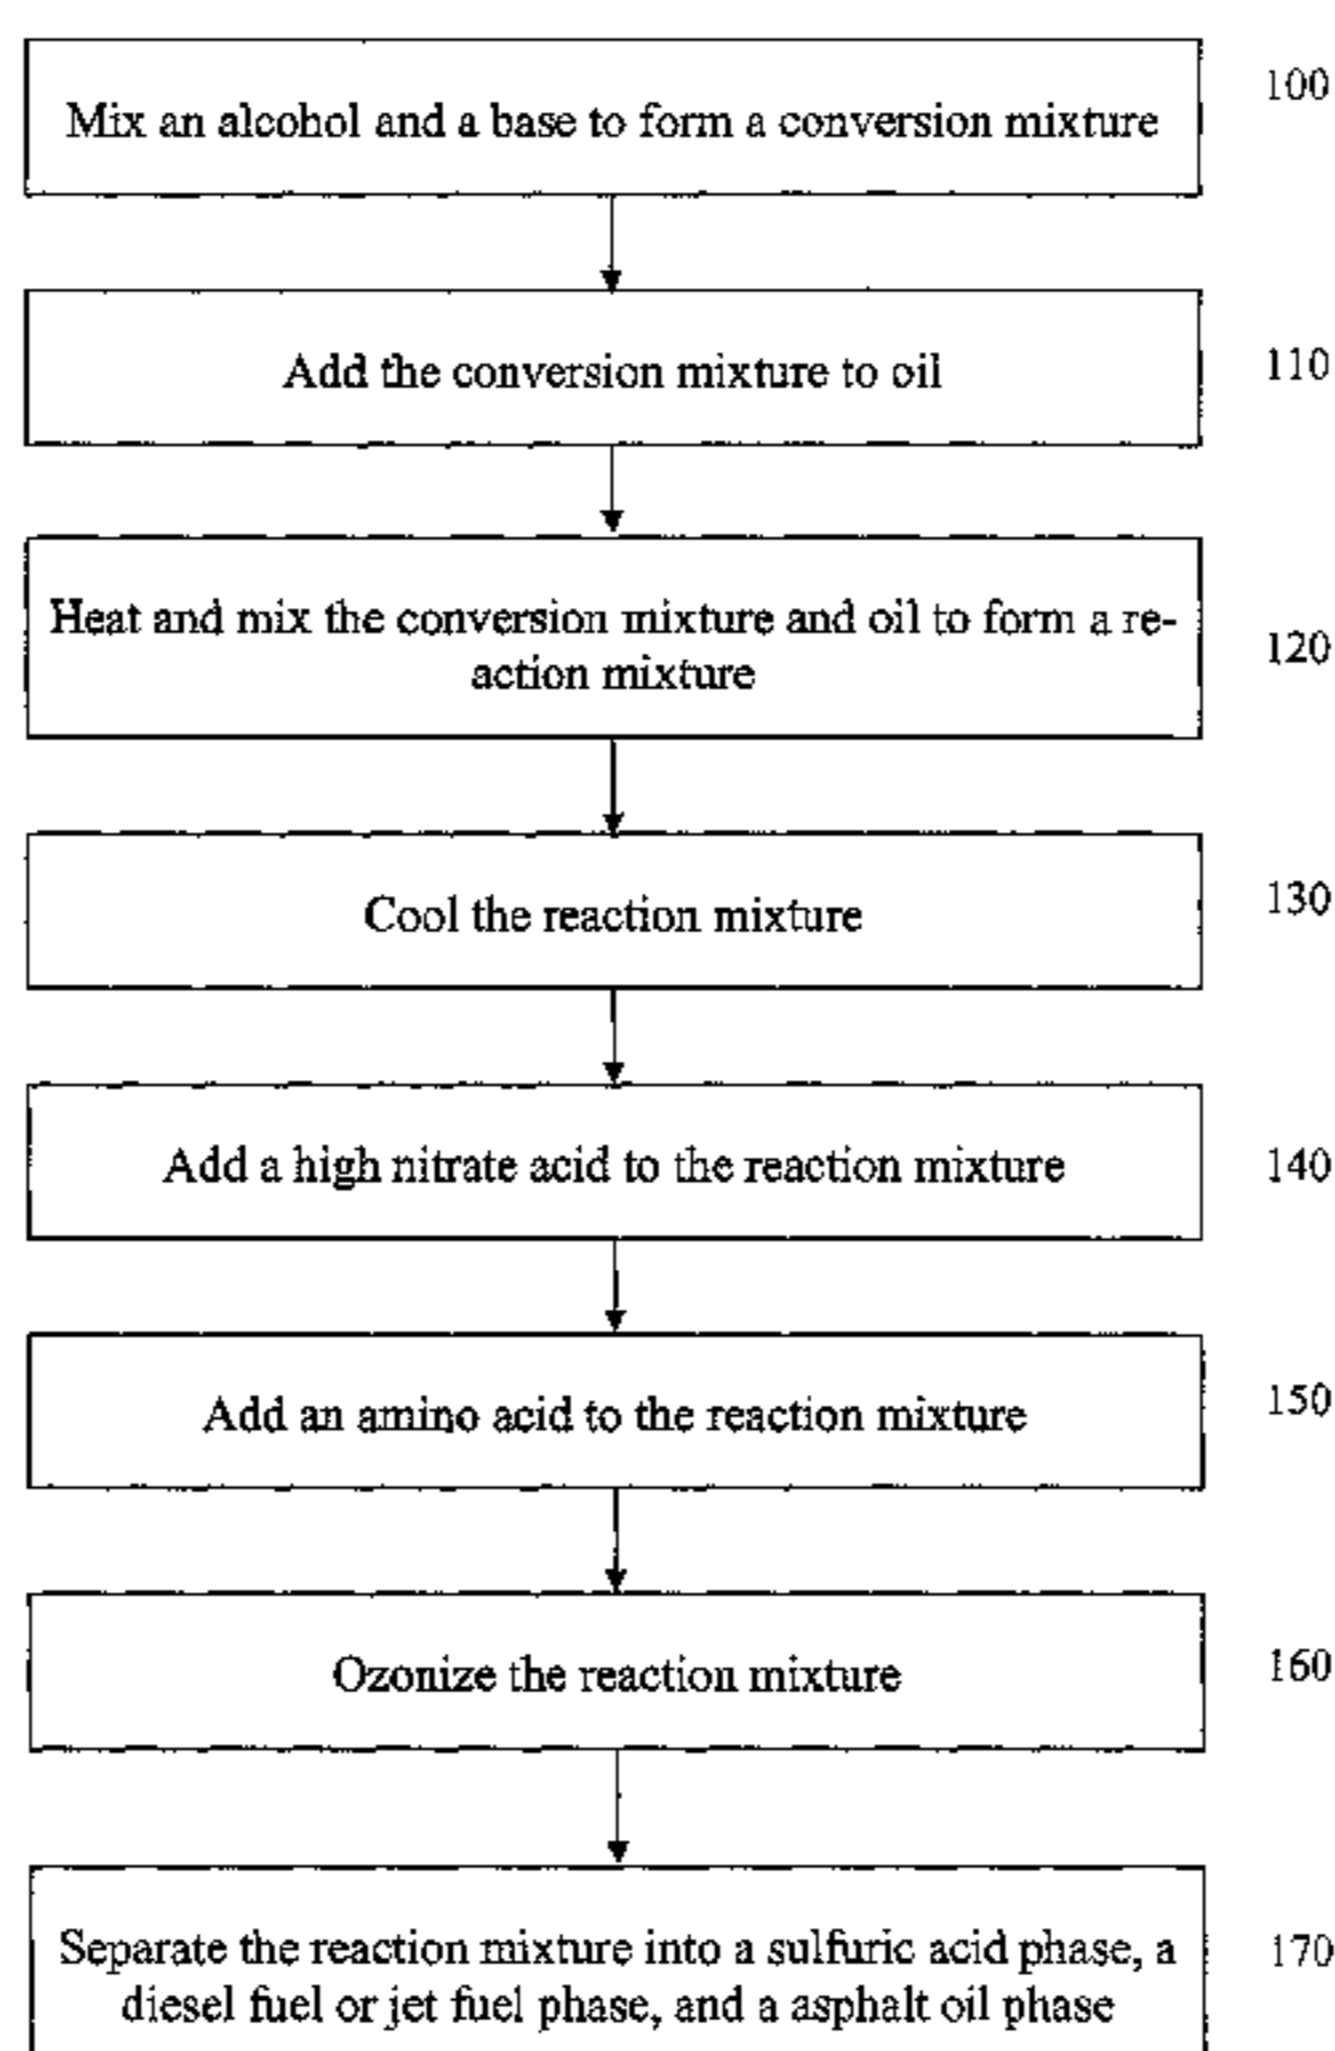 100
Mix an alcohol and a base to form a conversion mixture
110
Add the conversion mixture to oil
Heat and mix the conversion mixture and oil to form a re-
120
action mixture
130
Cool the reaction mixture
Add a high nitrate acid to the reaction mixture
140
150
Add an amino acid to the reaction mixture
160
Ozonize the reaction mixture
Separate the reaction mixture into a sulfuric acid phase, a
170
diesel fuel or jet fuel phase, and a asphalt oil phase